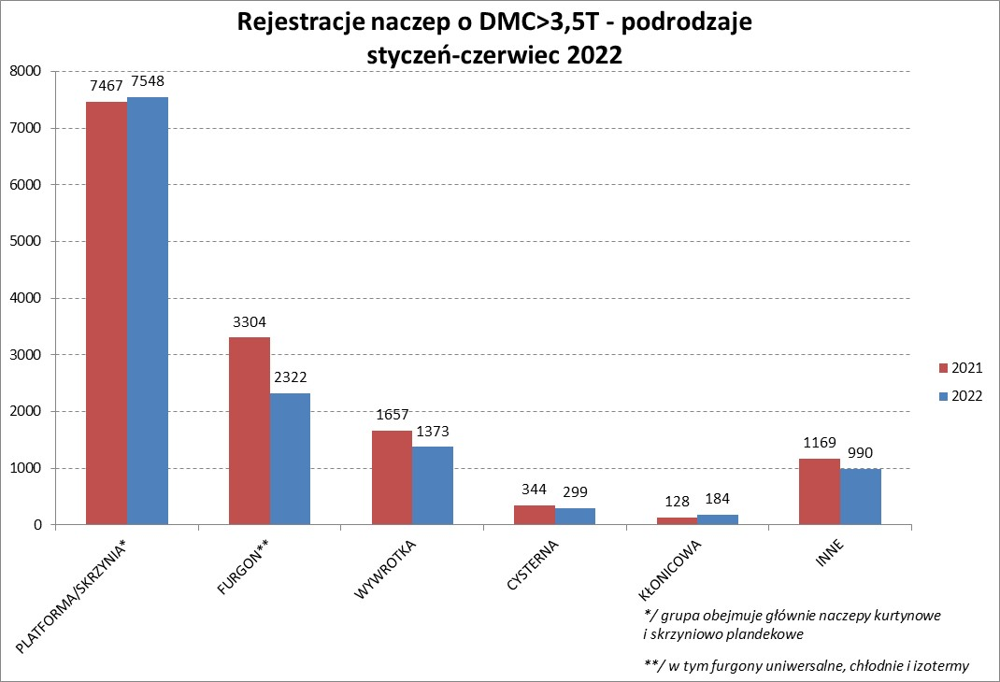 Rejestracje naczep o DMC>3,5T - podrodzaje
styczeń-czerwiec 2022
8000
7000
6000
5000
4000
3000
2000
1000
0
7467
7548
3304
2322
1657
1373
344
299
128
184
1169
990
PLATFORMA/SKRZYNIA*
FURGON**
WYWROTKA
CYSTERNA
KŁONICOWA
INNE
2021
2022
*/ grupa obejmuje głównie naczepy kurtynowe
i skrzyniowo plandekowe
**/ w tym furgony uniwersalne, chłodnie i izotermy